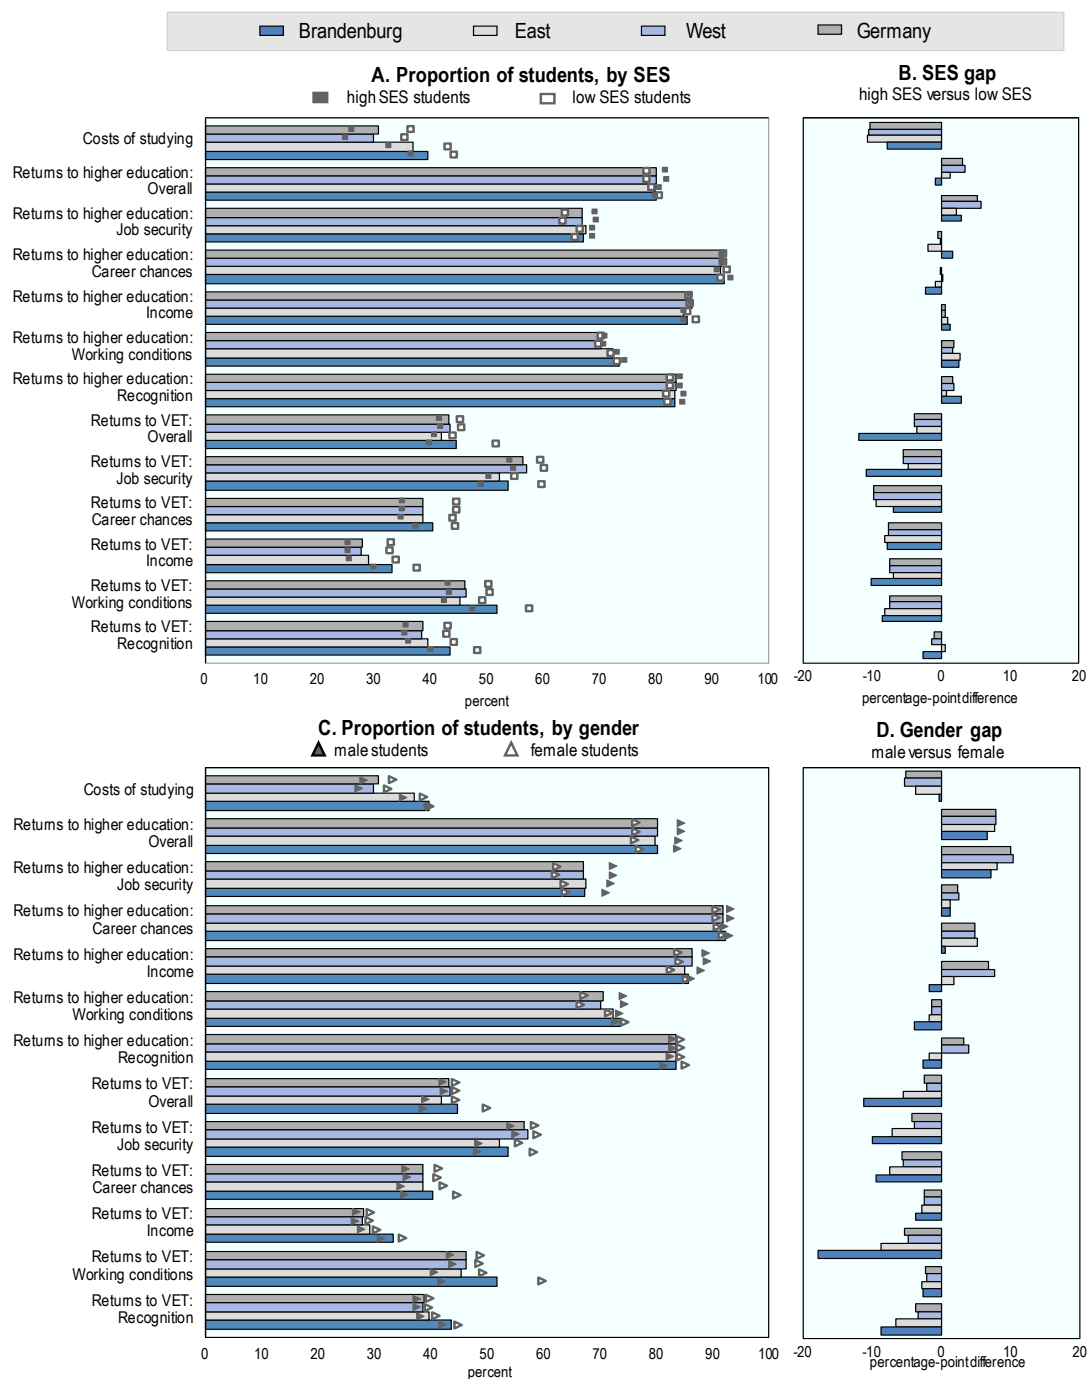 Brandenburg East West Germany
A. Proportion of students, by SES
high SES students low SES students
B. SES gap
high SES versus low SES
Costs of studying
Returns to higher education:
Overall
Returns to higher education:
Job security
Returns to higher education:
Career chances
Returns to higher education:
Income
Returns to higher education:
Working conditions
Returns to higher education:
Recognition
Returns to VET:
Overall
Returns to VET:
Job security
Returns to VET:
Career chances
Returns to VET:
Income
Returns to VET:
Working conditions
Returns to VET:
Recognition
0 10 20 30 40 50 60 70 80 90 100
percent
-20 -10 0 10 20
percentage-point difference
C. Proportion of students, by gender
male students female students
D. Gender gap
male versus female
Costs of studying
Returns to higher education:
Overall
Returns to higher education:
Job security
Returns to higher education:
Career chances
Returns to higher education:
Income
Returns to higher education:
Working conditions
Returns to higher education:
Recognition
Returns to VET:
Overall
Returns to VET:
Job security
Returns to VET:
Career chances
Returns to VET:
Income
Returns to VET:
Working conditions
Returns to VET:
Recognition
0 10 20 30 40 50 60 70 80 90 100
percent
-20 -10 0 10 20
percentage-point difference